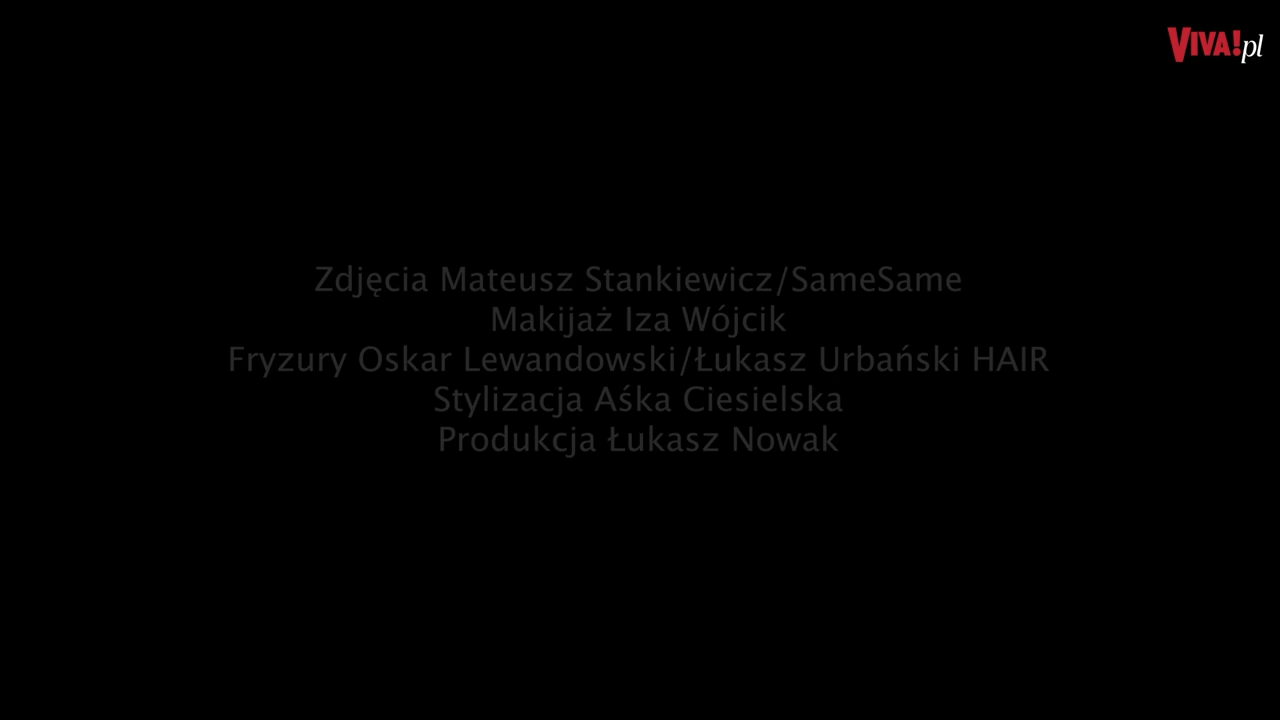 VIVA!pl
Zdjęcia Mateusz Stankiewicz/SameSame
Makijaż Iza Wójcik
Fryzury Oskar Lewandowski/Łukasz Urbański HAIR
Stylizacja Aśka Ciesielska
Produkcja Łukasz Nowak